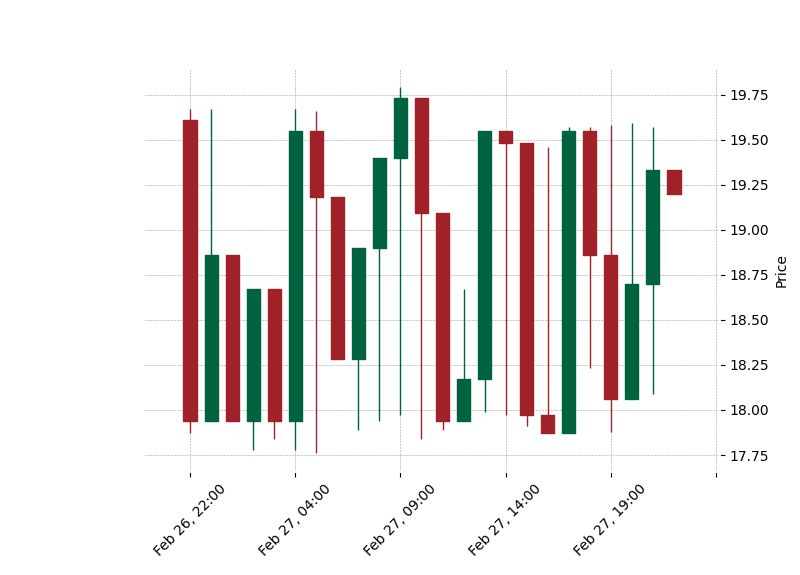 19.75
19.50
19.25
19.00
18.75
18.50
18.25
18.00
17.75
Price
Feb 26, 22:00
Feb 27, 04:00
Feb 27, 09:00
Feb 27, 14:00
Feb 27, 19:00